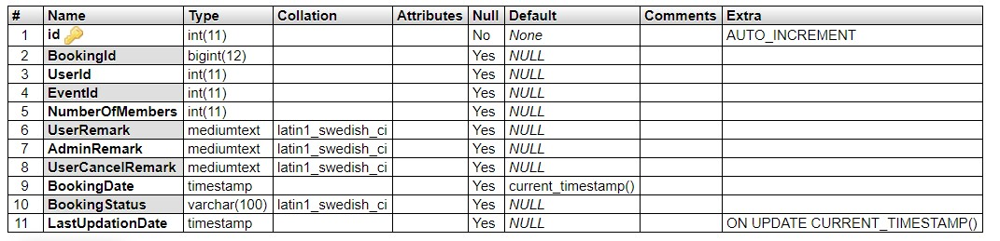 # Name Type Collation Attributes Null Default Comments Extra
1 id int(11) No None AUTO_INCREMENT
2 BookingId bigint(12) Yes NULL
3 UserId int(11) Yes NULL
4 EventId int(11) Yes NULL
5 NumberOfMembers int(11) Yes NULL
6 UserRemark mediumtext latin1_swedish_ci Yes NULL
7 AdminRemark mediumtext latin1_swedish_ci Yes NULL
8 UserCancelRemark mediumtext latin1_swedish_ci Yes NULL
9 BookingDate timestamp Yes current_timestamp()
10 BookingStatus varchar(100) latin1_swedish_ci Yes NULL
11 LastUpdationDate timestamp Yes NULL ON UPDATE CURRENT_TIMESTAMP()